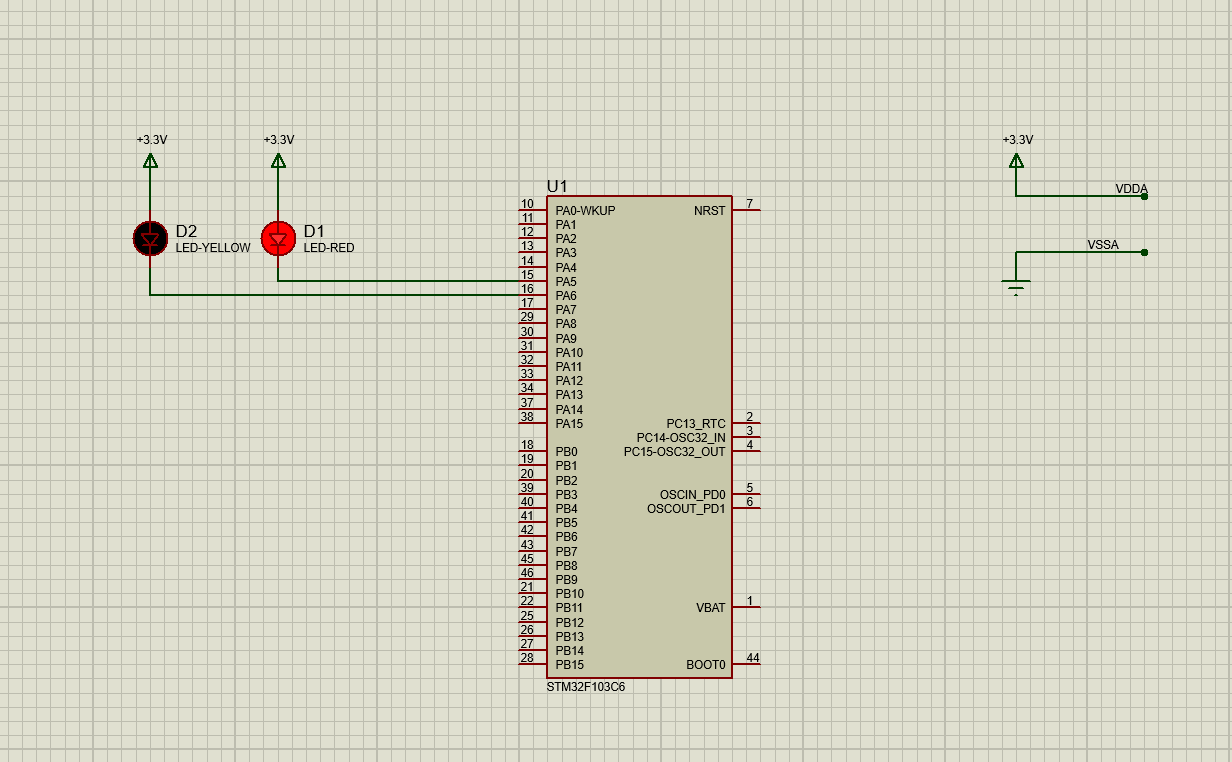 +3.3V
+3.3V
+3.3V
D2
LED-YELLOW
D1
LED-RED
VDDA
VSSA
U1
10 PA0-WKUP NRST 7
11 PA1
12 PA2
13 PA3
14 PA4
15 PA5
16 PA6
17 PA7
29 PA8
30 PA9
31 PA10
32 PA11
33 PA12
34 PA13
37 PA14
38 PA15 PC13_RTC 2
PC14-OSC32_IN 3
18 PB0 PC15-OSC32_OUT 4
19 PB1
20 PB2
39 PB3 OSCIN_PD0 5
40 PB4 OSCOUT_PD1 6
41 PB5
42 PB6
43 PB7
45 PB8
46 PB9
21 PB10
22 PB11 VBAT 1
25 PB12
26 PB13
27 PB14
28 PB15 BOOT0 44
STM32F103C6